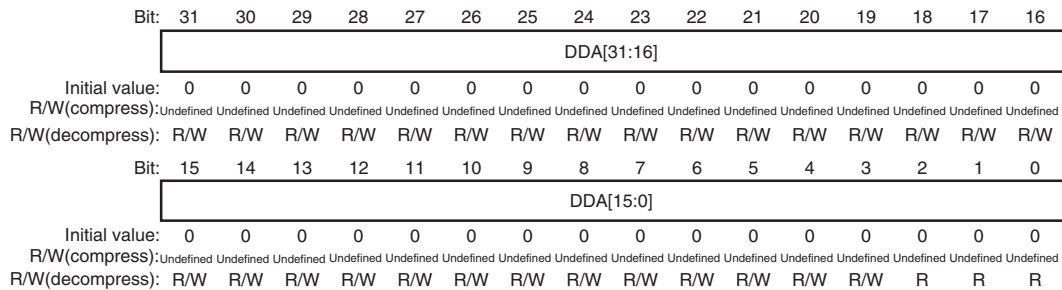 Bit: 31 30 29 28 27 26 25 24 23 22 21 20 19 18 17 16
DDA[31:16]
Initial value: 0 0 0 0 0 0 0 0 0 0 0 0 0 0 0 0
R/W(compress): Undefined Undefined Undefined Undefined Undefined Undefined Undefined Undefined Undefined Undefined Undefined Undefined Undefined Undefined Undefined Undefined
R/W(decompress): R/W R/W R/W R/W R/W R/W R/W R/W R/W R/W R/W R/W R/W R/W R/W R/W
Bit: 15 14 13 12 11 10 9 8 7 6 5 4 3 2 1 0
DDA[15:0]
Initial value: 0 0 0 0 0 0 0 0 0 0 0 0 0 0 0 0
R/W(compress): Undefined Undefined Undefined Undefined Undefined Undefined Undefined Undefined Undefined Undefined Undefined Undefined Undefined Undefined Undefined Undefined
R/W(decompress): R/W R/W R/W R/W R/W R/W R/W R/W R/W R/W R/W R/W R/W R R R